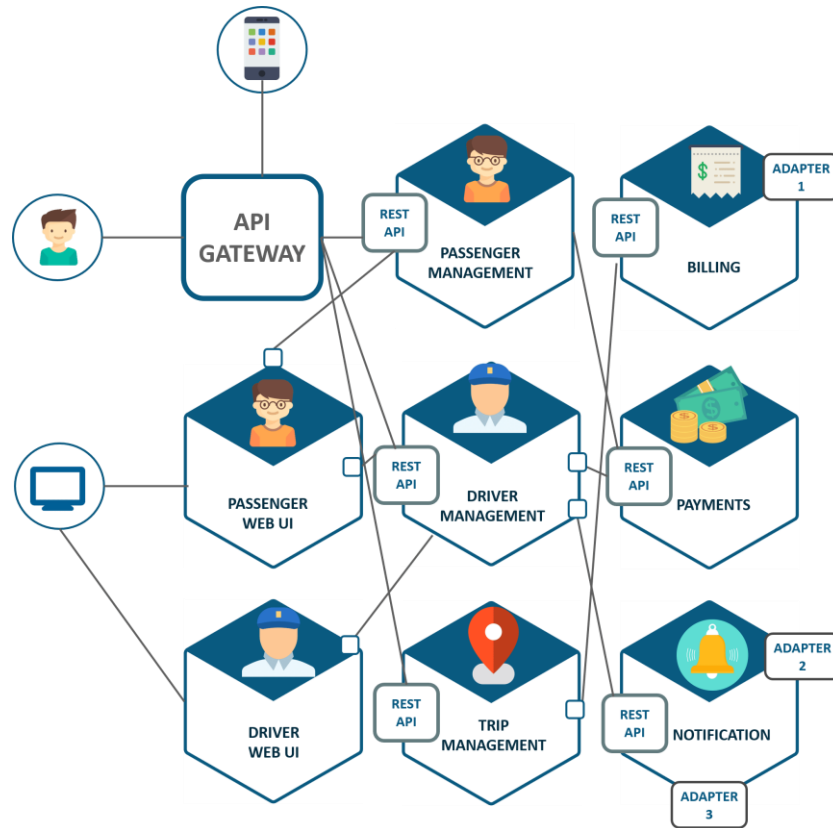 API
GATEWAY
REST
API
PASSENGER
MANAGEMENT
REST
API
BILLING
ADAPTER
1
PASSENGER
WEB UI
REST
API
DRIVER
MANAGEMENT
REST
API
PAYMENTS
DRIVER
WEB UI
REST
API
TRIP
MANAGEMENT
REST
API
NOTIFICATION
ADAPTER
2
ADAPTER
3